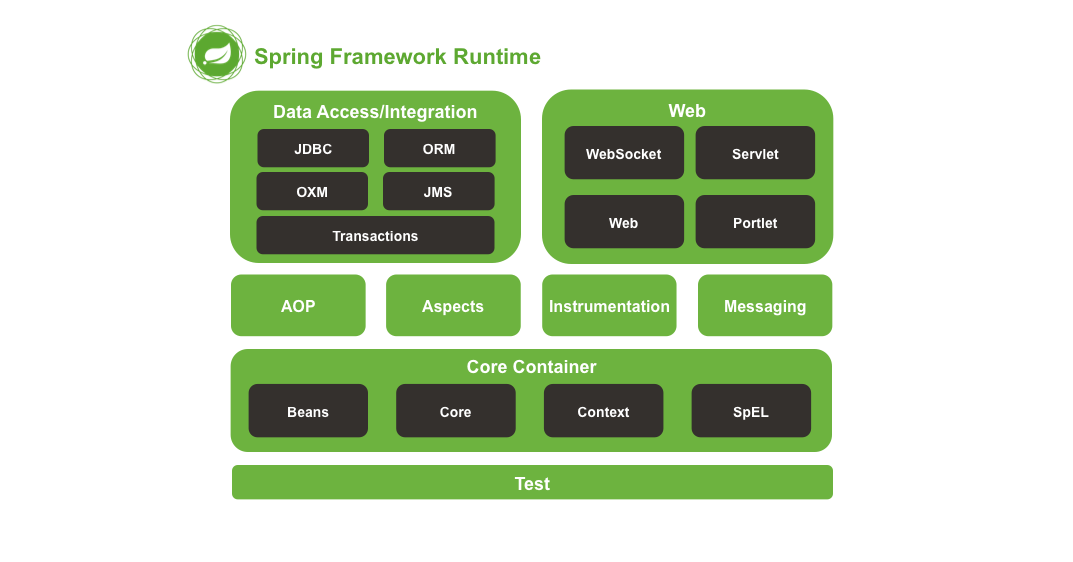 Spring Framework Runtime
Data Access/Integration
JDBC
ORM
OXM
JMS
Transactions
Web
WebSocket
Servlet
Web
Portlet
AOP
Aspects
Instrumentation
Messaging
Core Container
Beans
Core
Context
SpEL
Test